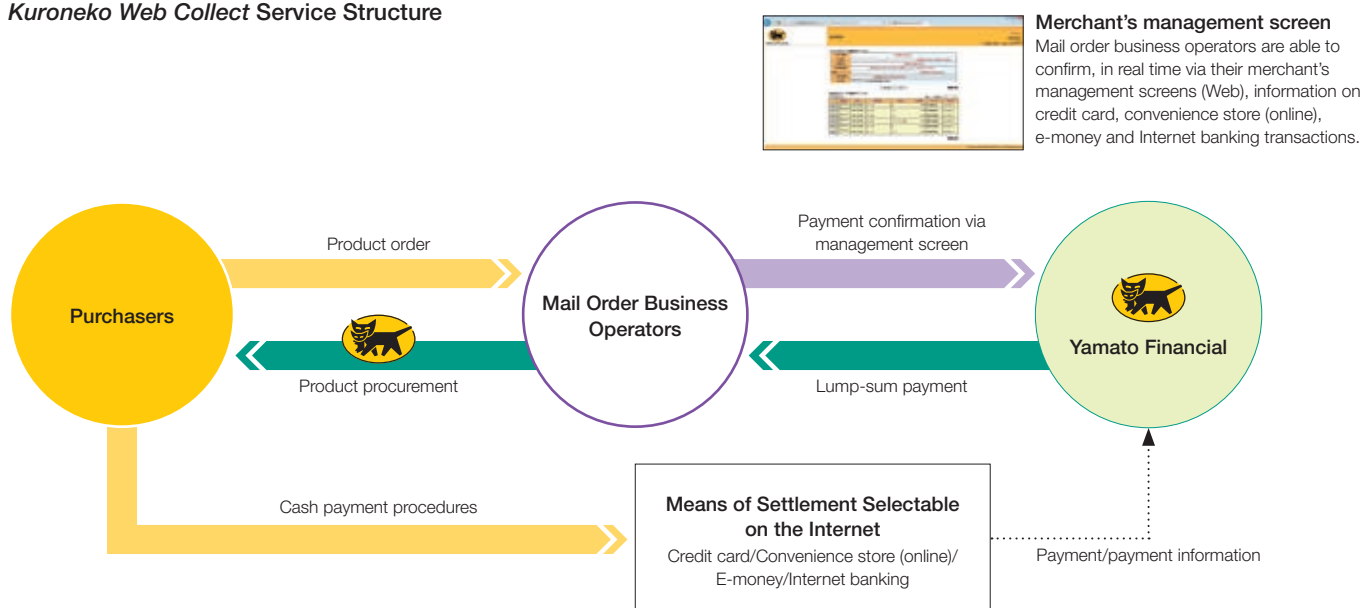 Kuroneko Web Collect Service Structure
Merchant’s management screen
Mail order business operators are able to
confirm, in real time via their merchant’s
management screens (Web), information on
credit card, convenience store (online),
e-money and Internet banking transactions.
Product order
Payment confirmation via
management screen
Purchasers
Mail Order Business
Operators
Yamato Financial
Product procurement
Lump-sum payment
Cash payment procedures
Means of Settlement Selectable
on the Internet
Credit card/Convenience store (online)/
E-money/Internet banking
Payment/payment information